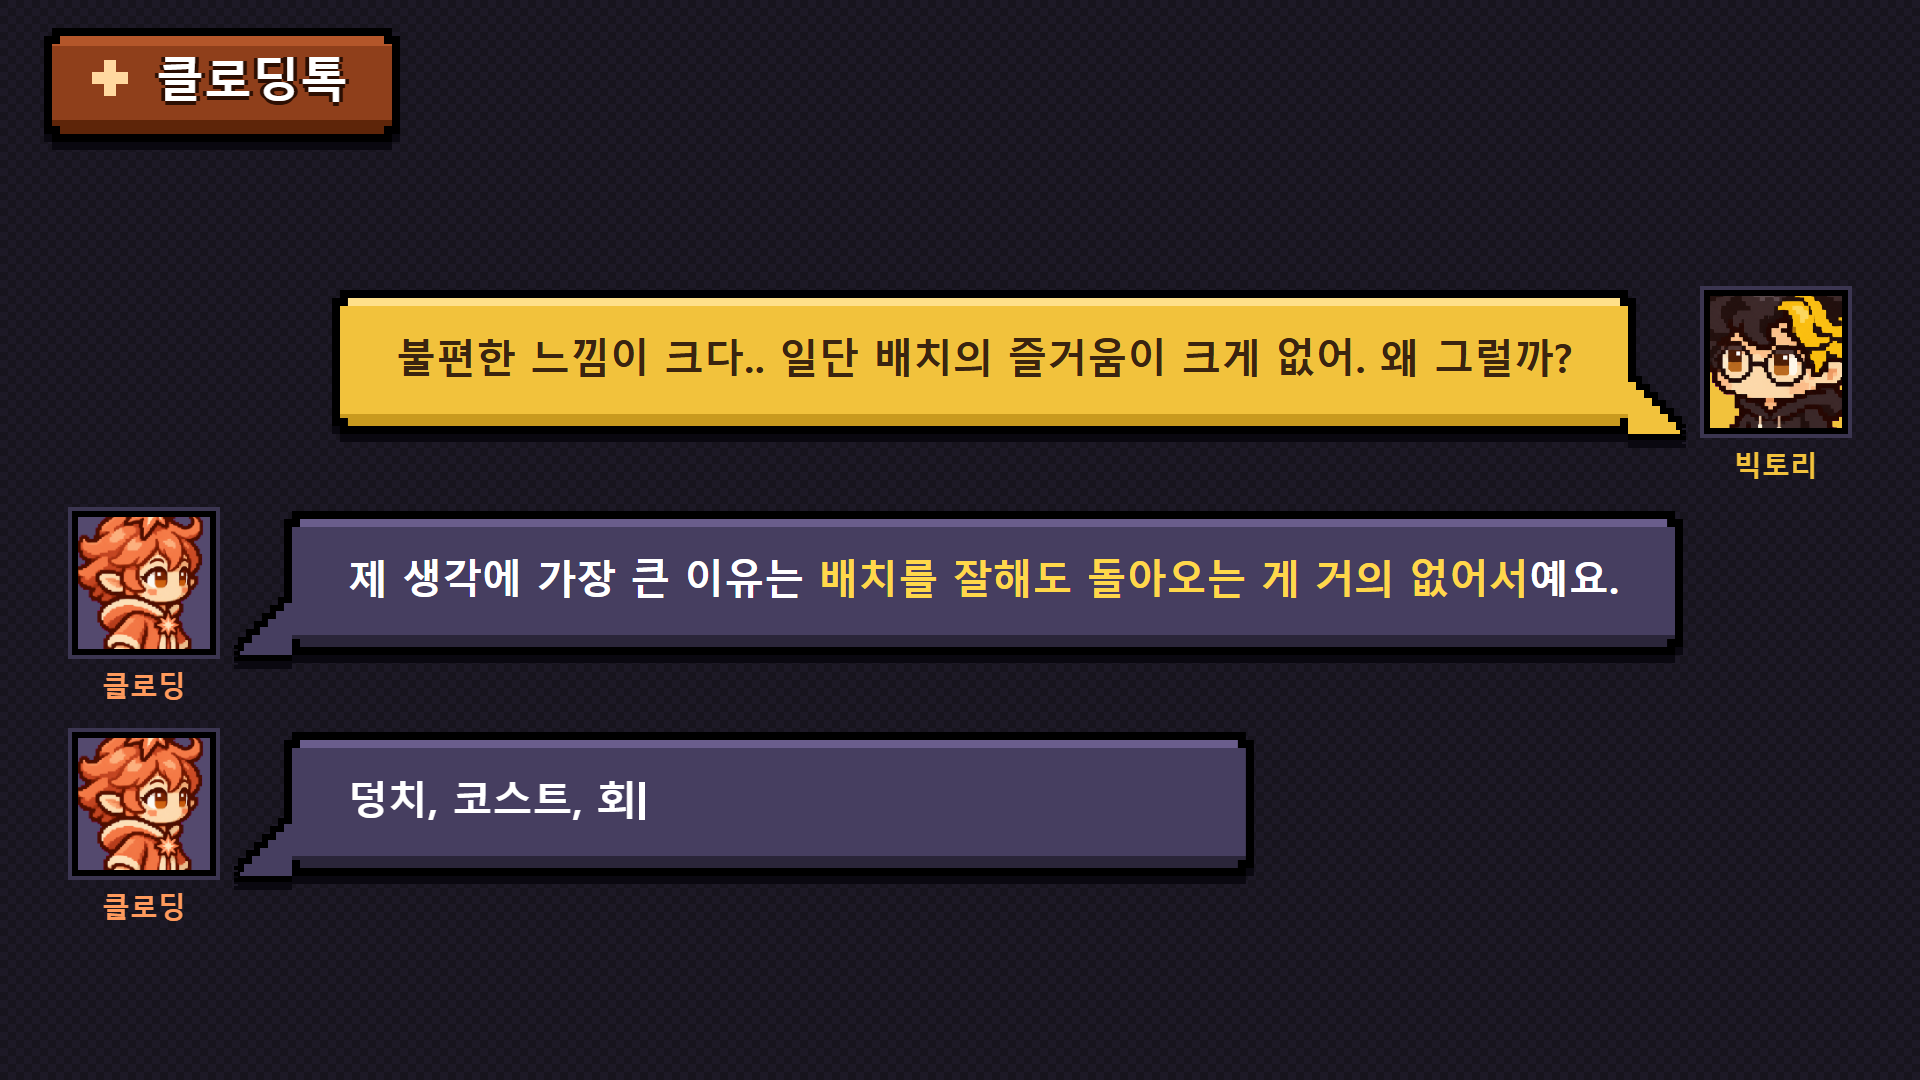 클로딩톡
불편한 느낌이 크다.. 일단 배치의 즐거움이 크게 없어. 왜 그럴까?
빅토리
제 생각에 가장 큰 이유는 배치를 잘해도 돌아오는 게 거의 없어서예요.
클로딩
덩치, 코스트, 회
클로딩